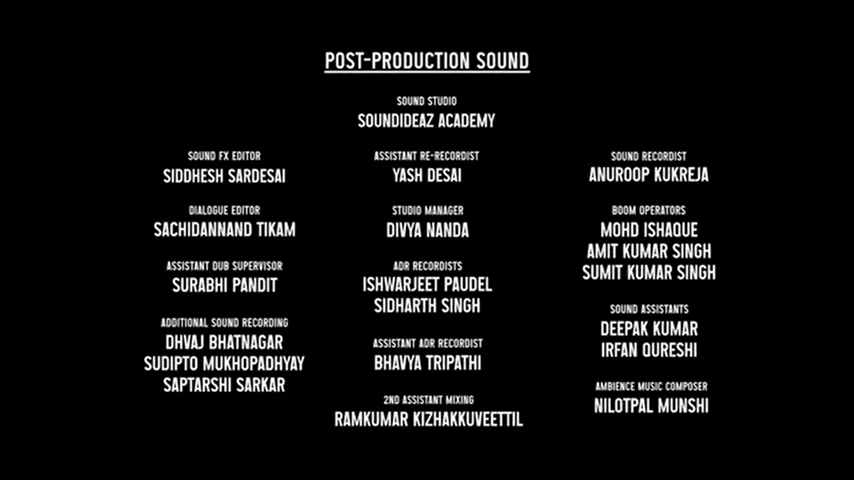 POST-PRODUCTION SOUND
SOUND STUDIO
SOUNDIDEAZ ACADEMY
SOUND FX EDITOR
SIDDHESH SARDESAI
DIALOGUE EDITOR
SACHIDANNAND TIKAM
ASSISTANT DUB SUPERVISOR
SURABHI PANDIT
ADDITIONAL SOUND RECORDING
DHVAJ BHATNAGAR
SUDIPTO MUKHOPADHYAY
SAPTARSHI SARKAR
ASSISTANT RE-RECORDIST
YASH DESAI
STUDIO MANAGER
DIVYA NANDA
ADR RECORDISTS
ISHWARJEET PAUDEL
SIDHARTH SINGH
ASSISTANT ADR RECORDIST
BHAVYA TRIPATHI
2ND ASSISTANT MIXING
RAMKUMAR KIZHAKKUVEETTIL
SOUND RECORDIST
ANUROOP KUKREJA
BOOM OPERATORS
MOHD ISHAQUE
AMIT KUMAR SINGH
SUMIT KUMAR SINGH
SOUND ASSISTANTS
DEEPAK KUMAR
IRFAN QURESHI
AMBIENCE MUSIC COMPOSER
NILOTPAL MUNSHI